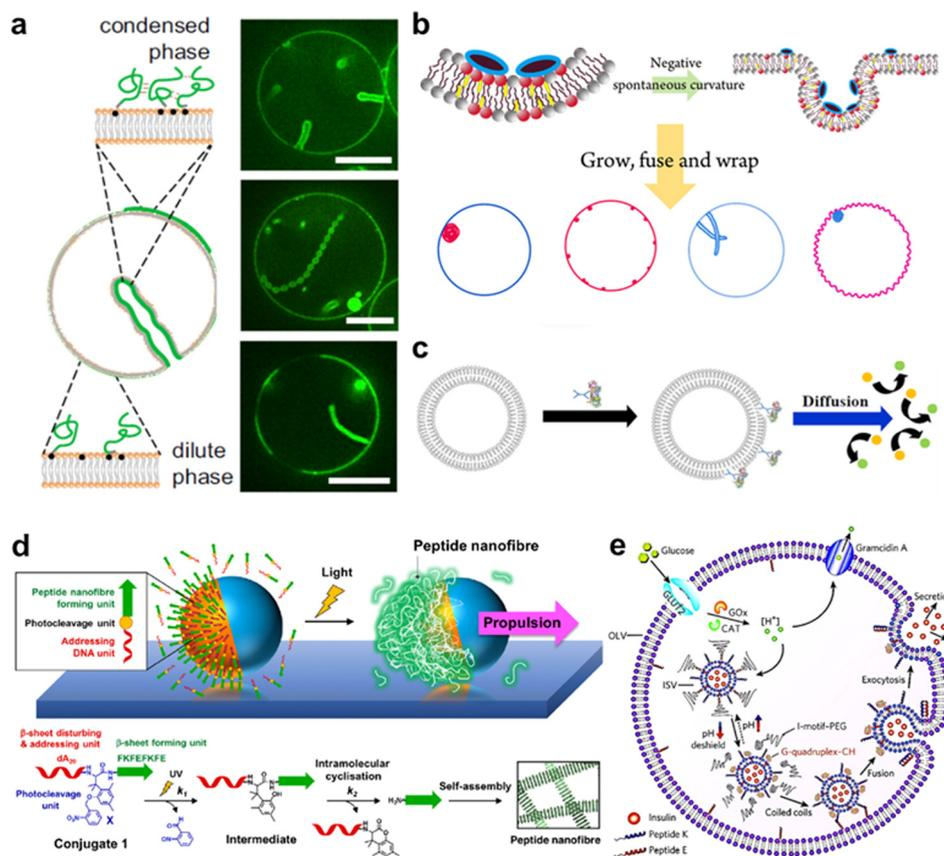 a
condensed
phase
dilute
phase
b
Negative
spontaneous curvature
Grow, fuse and wrap
c
Diffusion
d
Peptide nanofibre
forming unit
Photocleavage unit
Addressing
DNA unit
Light
Peptide nanofibre
Propulsion
β-sheet disturbing
& addressing unit
dA20
β-sheet forming unit
FKFEFKFE
Photocleavage
unit
X
Conjugate 1
UV
k1
Intermediate
Intramolecular
cyclisation
k2
H2N
Self-assembly
Peptide nanofibre
e
Glucose
GLUT2
GOx
CAT
[H+]
Gramcidin A
Secretio
OLV
ISV
Exocytosis
pH
deshield
pH
I-motif-PEG
G-quadruplex-CH
Fusion
Coiled coils
Insulin
Peptide K
Peptide E